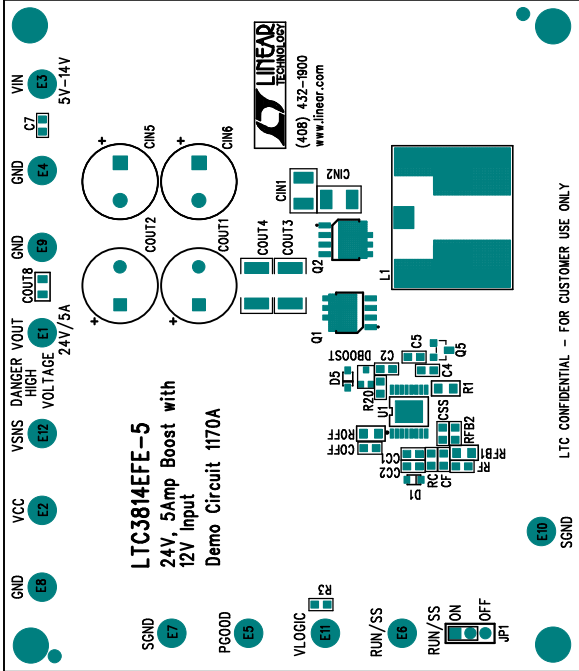 GND
E8
VCC
E2
VSNS
E12
DANGER
HIGH
VOLTAGE
VOUT
E1
24V/5A
COUT8
GND
E9
GND
E4
C7
VIN
E3
5V-14V
LTC3814EFE-5
24V, 5Amp Boost with
12V Input
Demo Circuit 1170A
COUT2
COUT1
CIN5
CIN6
+
+
+
+
COUT4
COUT3
CIN1
CIN2
LINEAR
TECHNOLOGY
(408) 432-1900
www.linear.com
SGND
E7
PGOOD
E5
VLOGIC
E11
R3
RUN/SS
E6
RUN/SS
ON
OFF
JP1
Q1
Q2
L1
ROFF
COFF
CC1
CC2
D1
RC
CF
RF
RFB1
RFB2
CSS
U1
R20
D5
DBOOST
C2
C5
C4
Q5
R1
E10
SGND
LTC CONFIDENTIAL - FOR CUSTOMER USE ONLY